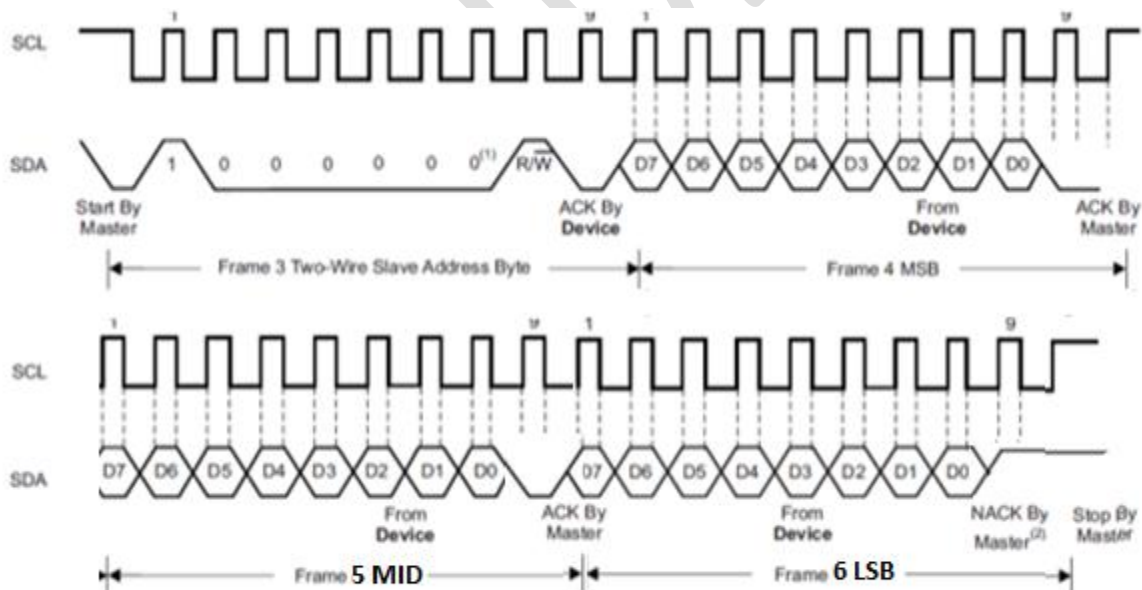 1 9 1 9
SCL
SDA 1 0 0 0 0 0 0(1) R/W D7 D6 D5 D4 D3 D2 D1 D0
Start By Master ACK By Device From Device ACK By Master
Frame 3 Two-Wire Slave Address Byte Frame 4 MSB
1 9 1 9
SCL
SDA D7 D6 D5 D4 D3 D2 D1 D0 07 D6 D5 D4 D3 D2 D1 D0
From Device ACK By Master From Device NACK By Master(2) Stop By Master
Frame 5 MID Frame 6 LSB